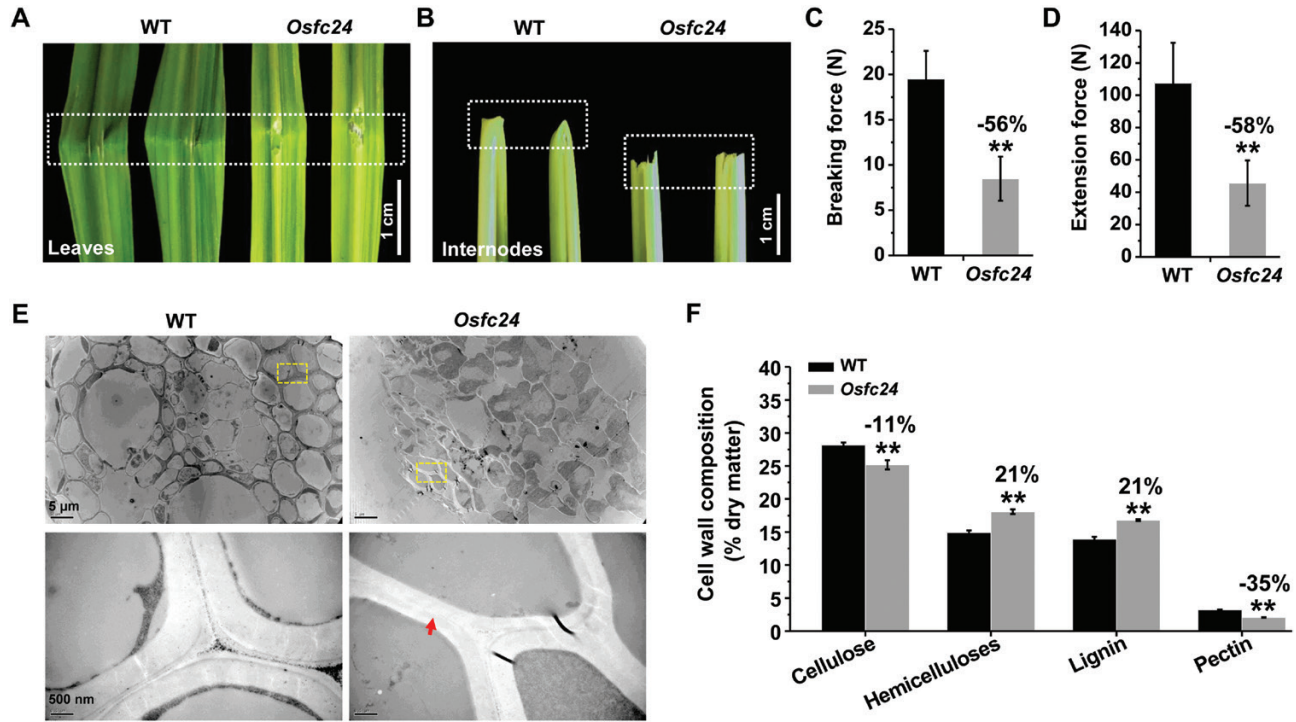 A
WT
Osfc24
Leaves
1 cm
B
WT
Osfc24
Internodes
1 cm
C
Breaking force (N)
25
20
15
10
5
0
-56%
**
WT
Osfc24
D
Extension force (N)
140
120
100
80
60
40
20
0
-58%
**
WT
Osfc24
E
WT
Osfc24
5 µm
500 nm
F
Cell wall composition
(% dry matter)
40
35
30
25
20
15
10
5
0
WT
Osfc24
-11%
**
21%
**
21%
**
-35%
**
Cellulose
Hemicelluloses
Lignin
Pectin